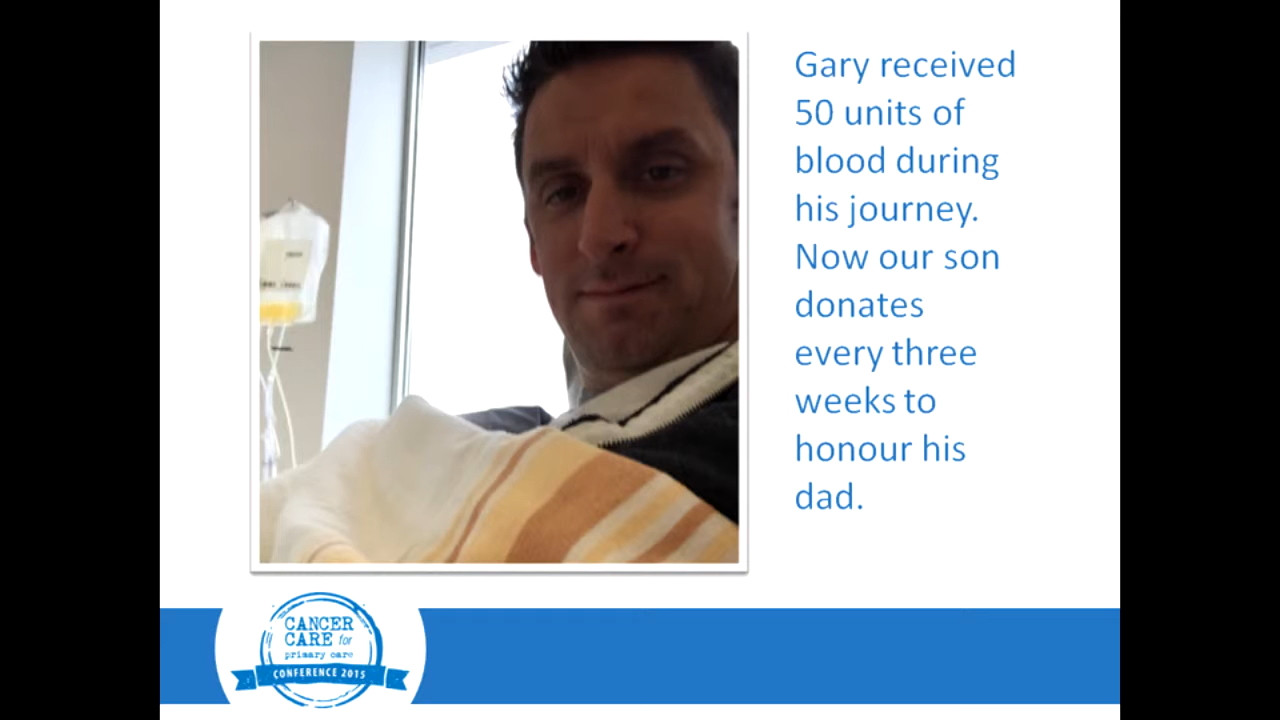 Gary received
50 units of
blood during
his journey.
Now our son
donates
every three
weeks to
honour his
dad.
CANCER
CARE for
primary care
CONFERENCE 2015